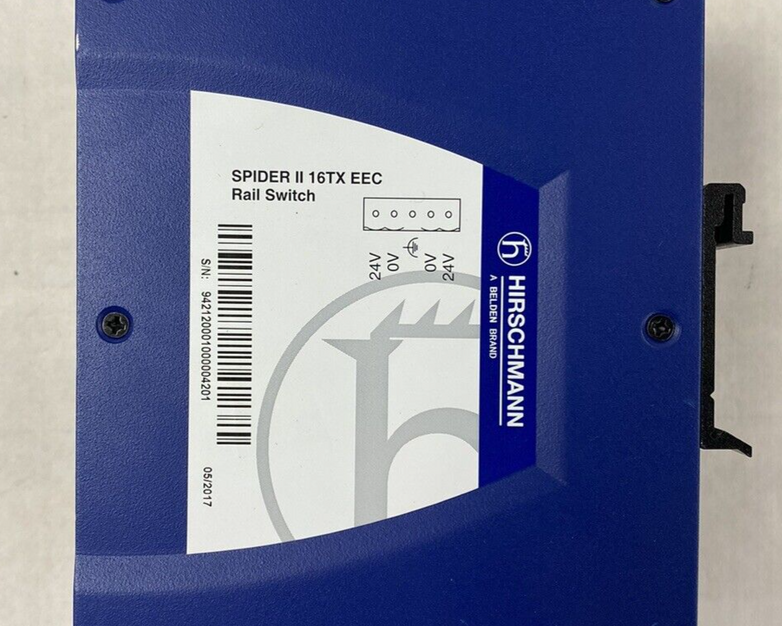 SPIDER II 16TX EEC
Rail Switch
24V
0V
0V
24V
S/N: 942120001000004201
05/2017
h
HIRSCHMANN
A BELDEN BRAND